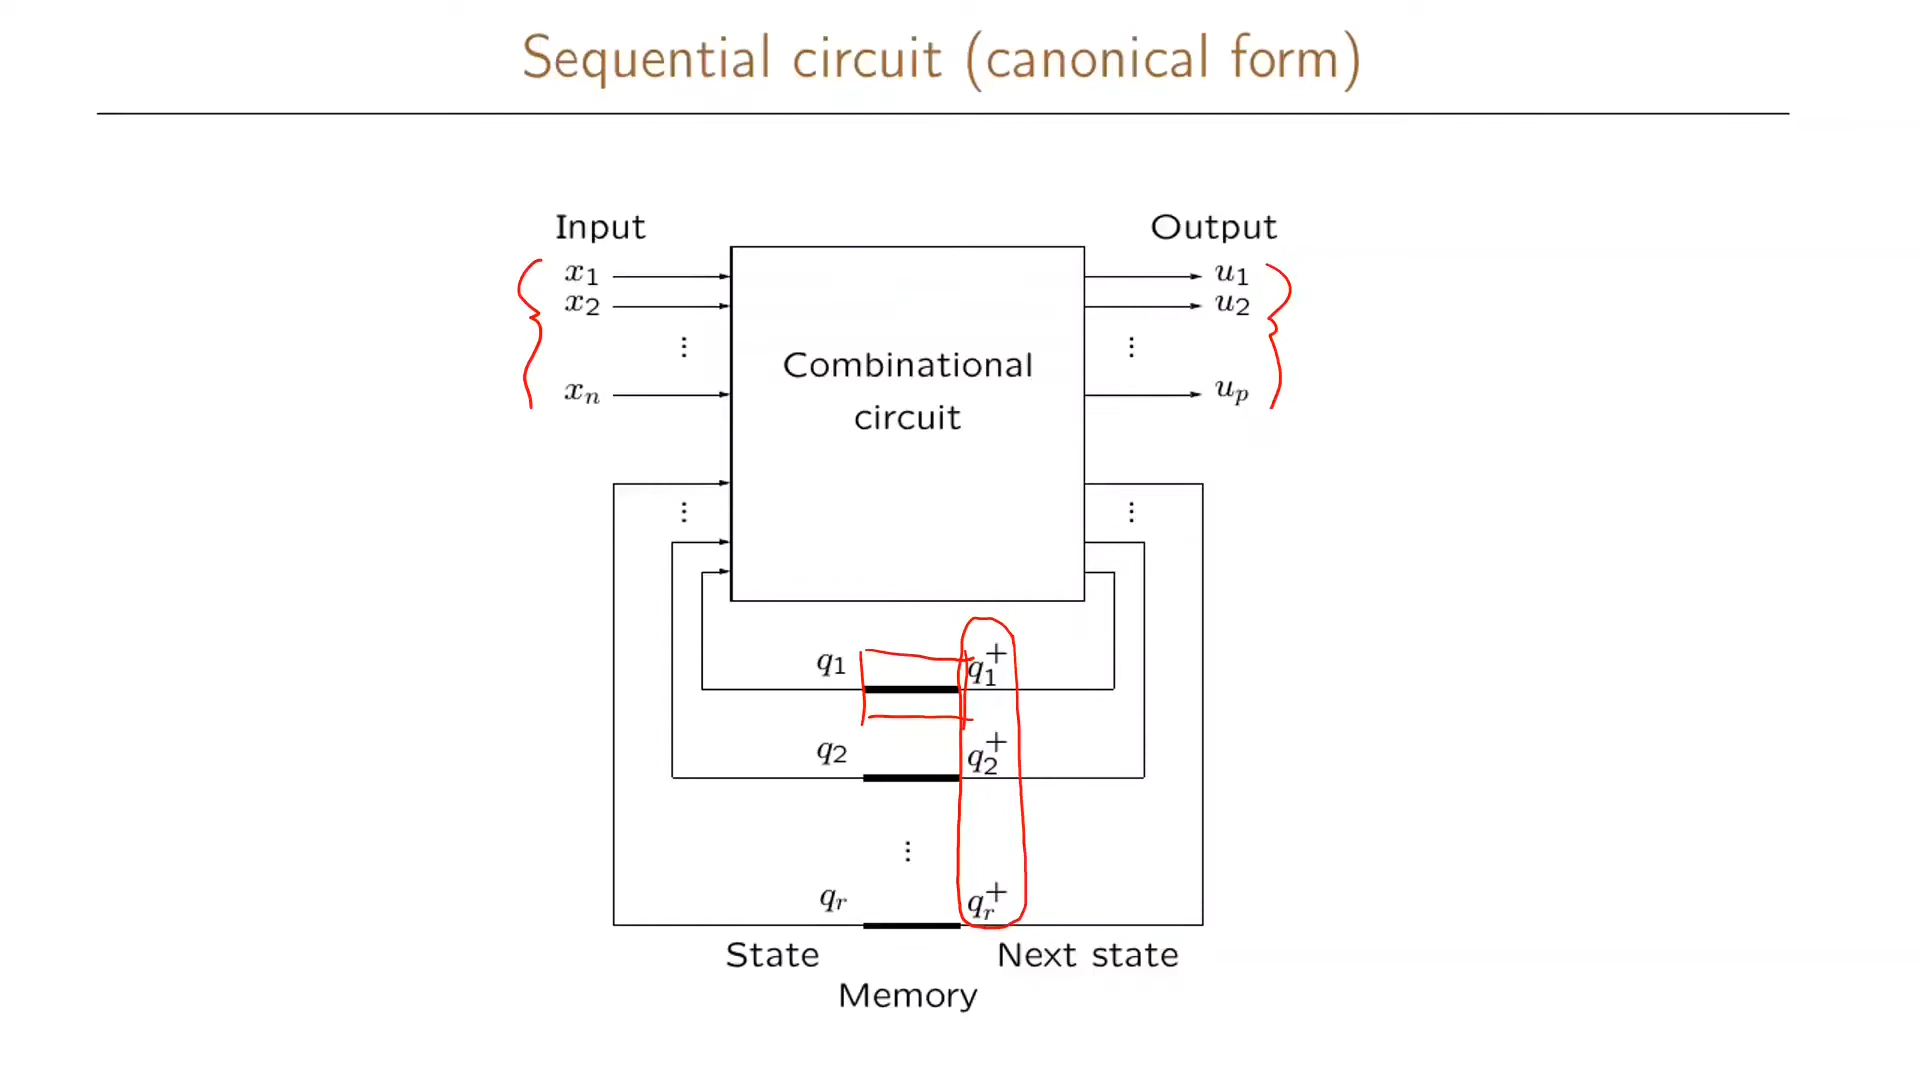 Sequential circuit (canonical form)
Input
Output
x1
u1
x2
u2
⋮
⋮
xn
up
Combinational
circuit
⋮
⋮
q1
q1+
q2
q2+
⋮
qr
qr+
State
Next state
Memory